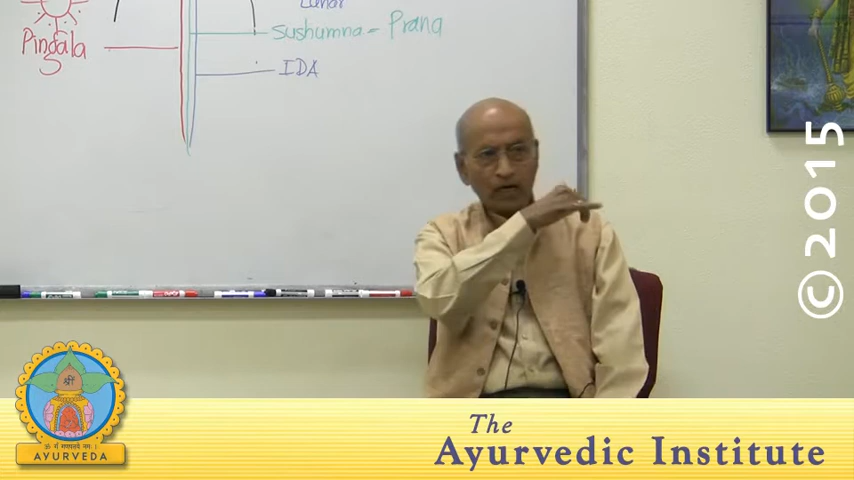 Lunar
Sushumna = Prana
Pingala
IDA
©2015
AYURVEDA
The
Ayurvedic Institute